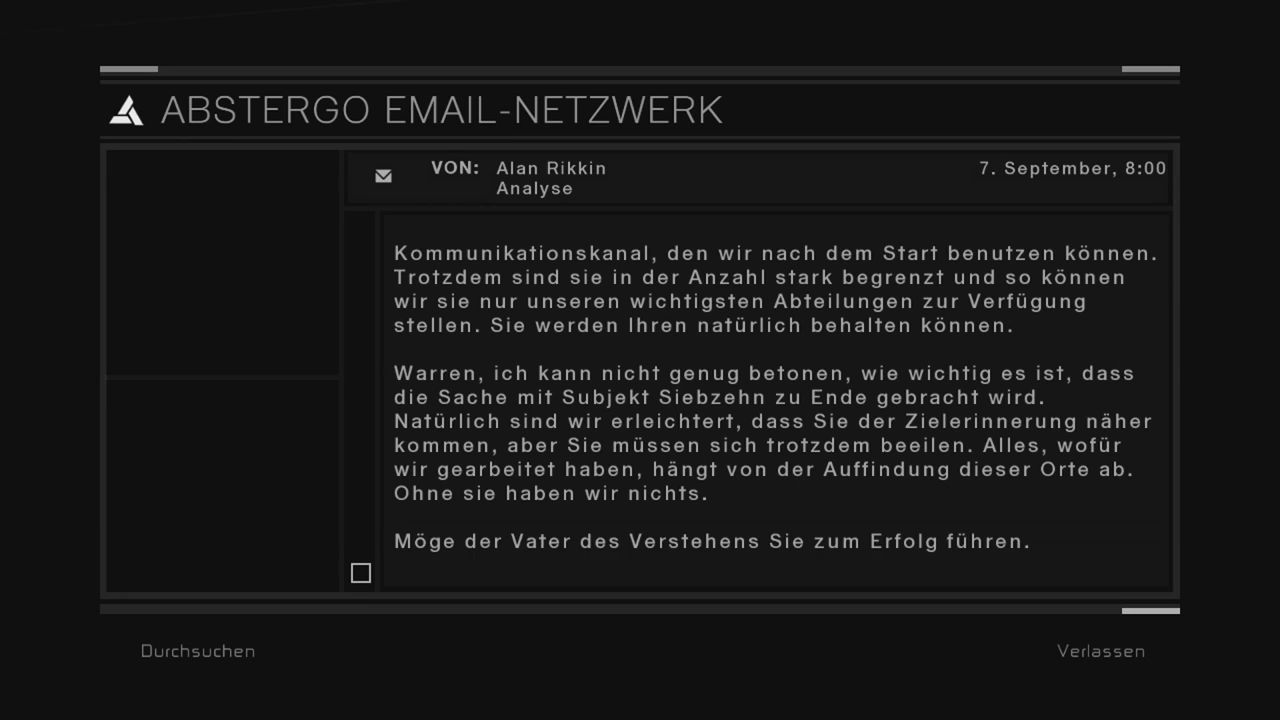 ABSTERGO EMAIL-NETZWERK
VON: Alan Rikkin 7. September, 8:00
Analyse
Kommunikationskanal, den wir nach dem Start benutzen können.
Trotzdem sind sie in der Anzahl stark begrenzt und so können
wir sie nur unseren wichtigsten Abteilungen zur Verfügung
stellen. Sie werden Ihren natürlich behalten können.
Warren, ich kann nicht genug betonen, wie wichtig es ist, dass
die Sache mit Subjekt Siebzehn zu Ende gebracht wird.
Natürlich sind wir erleichtert, dass Sie der Zielerinnerung näher
kommen, aber Sie müssen sich trotzdem beeilen. Alles, wofür
wir gearbeitet haben, hängt von der Auffindung dieser Orte ab.
Ohne sie haben wir nichts.
Möge der Vater des Verstehens Sie zum Erfolg führen.
Durchsuchen Verlassen